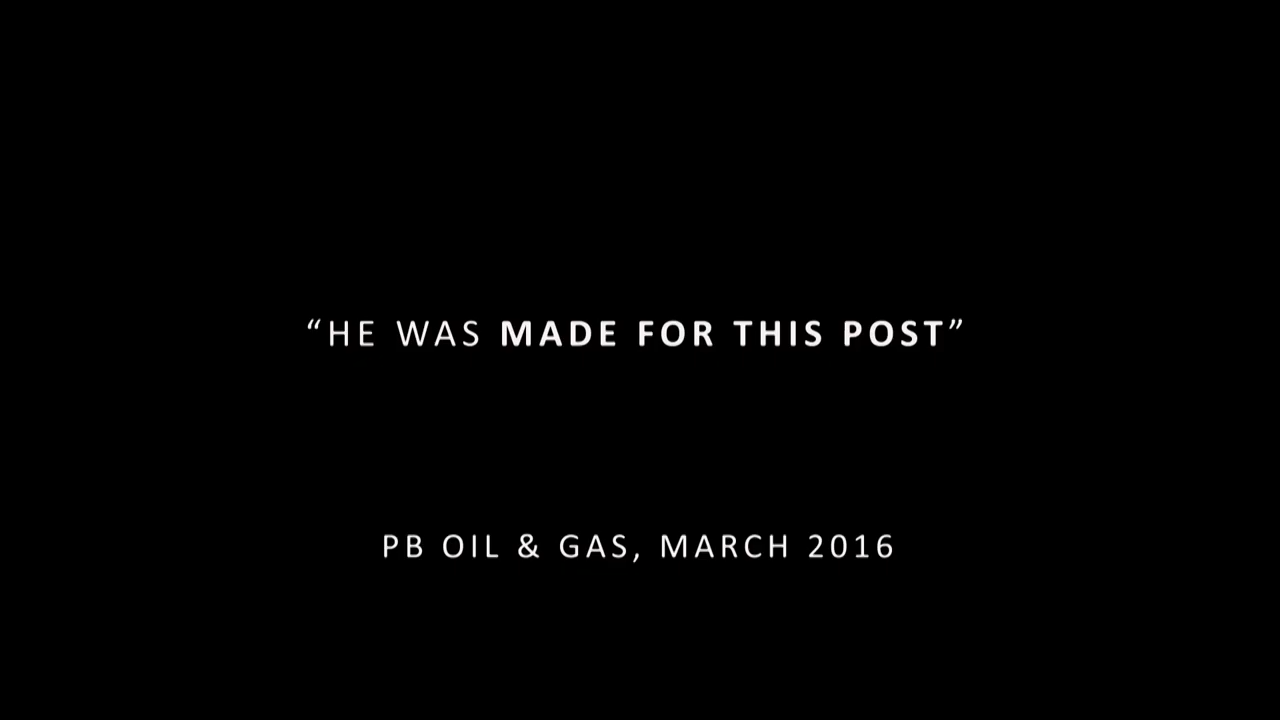 “HE WAS MADE FOR THIS POST”
PB OIL & GAS, MARCH 2016